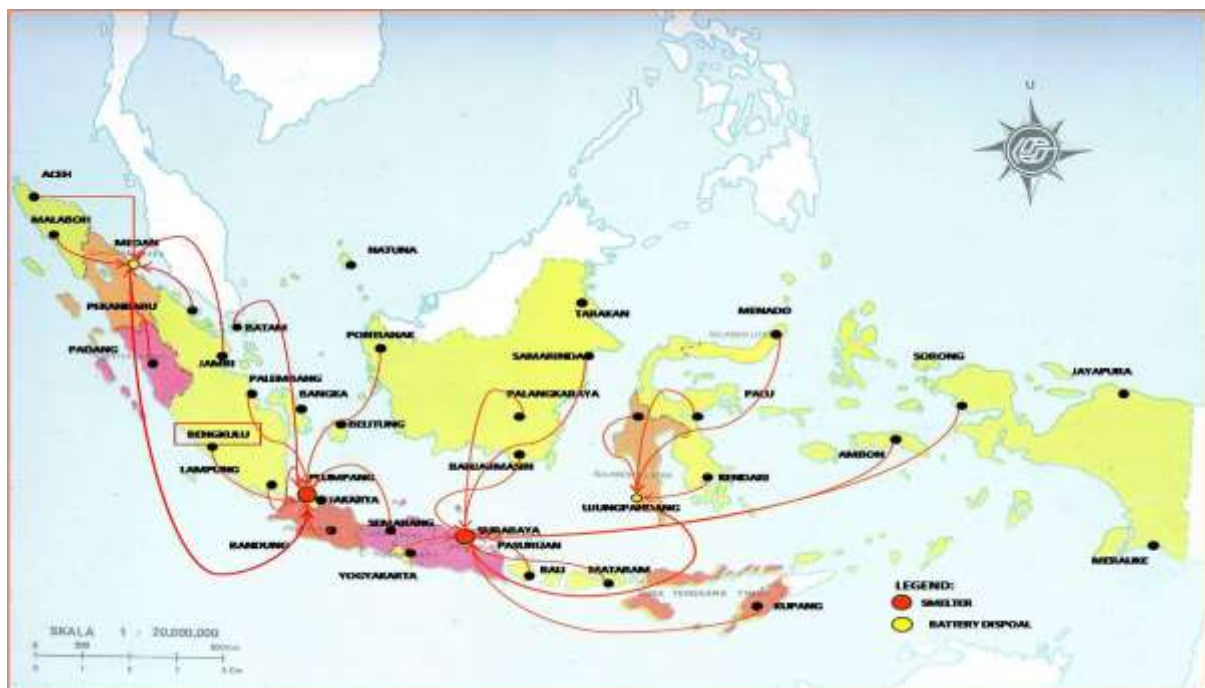 U
ACEH
MALABOH
MEDAN
NATUNA
PEKANBARU
BATAM
TARAKAN
MENADO
PADANG
JAMBI
PONTIANAK
SAMARINDA
SORONG
JAYAPURA
PALEMBANG
BANGKA
PALANGKARAYA
PALU
BENGKULU
BELITUNG
AMBON
LAMPUNG
BANJARMASIN
KENDARI
PLUMPANG
JAKARTA
UJUNGPANDANG
SEMARANG
SURABAYA
BANDUNG
PASURUAN
YOGYAKARTA
BALI
MATARAM
MERAUKE
KUPANG
LEGEND:
SMELTER
BATTERY DISPOAL
SKALA 1 : 20,000,000